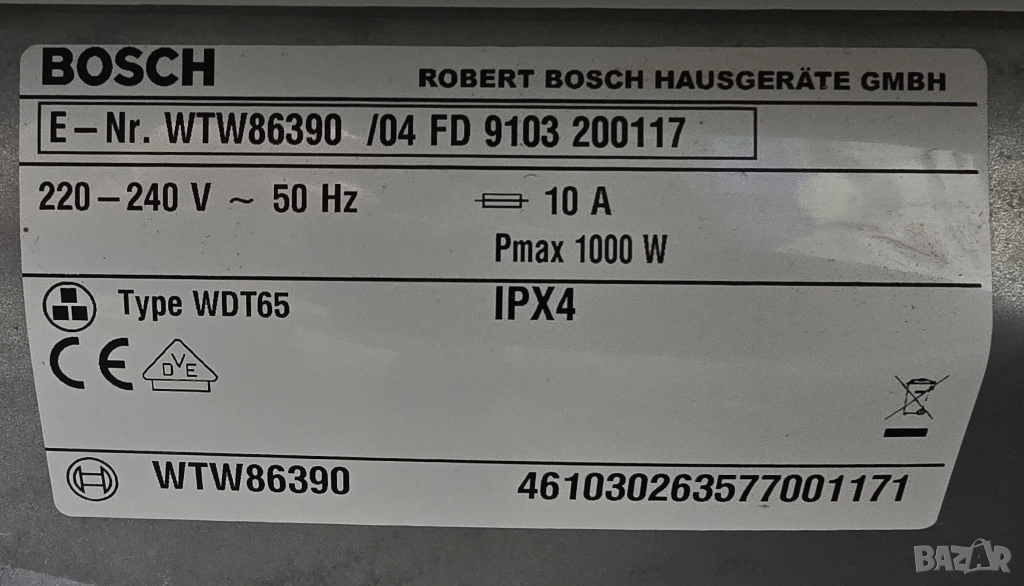 BOSCH
ROBERT BOSCH HAUSGERÄTE GMBH
E – Nr. WTW86390 /04 FD 9103 200117
220 – 240 V ~ 50 Hz 10 A
Pmax 1000 W
Type WDT65 IPX4
CE DVE
WTW86390 461030263577001171
BAZAR